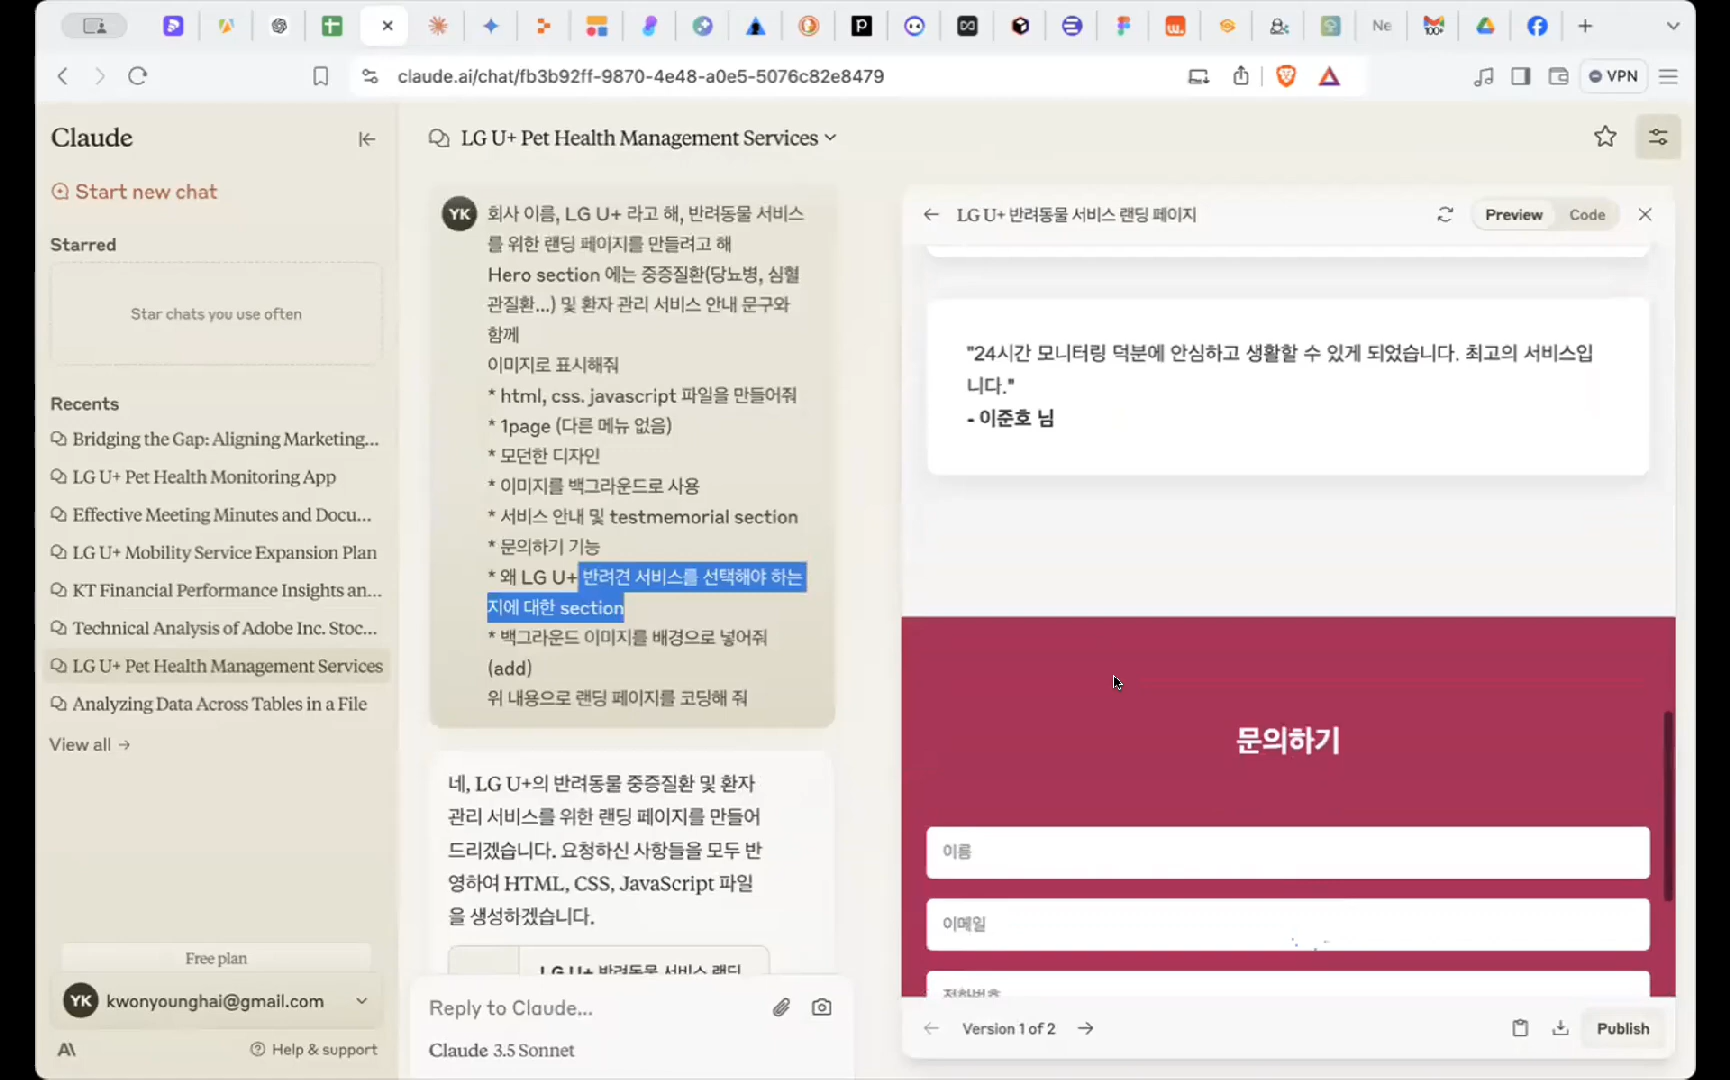 Ne
100+
claude.ai/chat/fb3b92ff-9870-4e48-a0e5-5076c82e8479
VPN
Claude
Start new chat
Starred
Star chats you use often
Recents
Bridging the Gap: Aligning Marketing...
LG U+ Pet Health Monitoring App
Effective Meeting Minutes and Docu...
LG U+ Mobility Service Expansion Plan
KT Financial Performance Insights an...
Technical Analysis of Adobe Inc. Stoc...
LG U+ Pet Health Management Services
Analyzing Data Across Tables in a File
View all →
Free plan
YK kwonyounghai@gmail.com
A\
Help & support
LG U+ Pet Health Management Services
YK
회사 이름, LG U+ 라고 해, 반려동물 서비스
를 위한 랜딩 페이지를 만들려고 해
Hero section 에는 중증질환(당뇨병, 심혈
관질환...) 및 환자 관리 서비스 안내 문구와
함께
이미지로 표시해줘
* html, css. javascript 파일을 만들어줘
* 1page (다른 메뉴 없음)
* 모던한 디자인
* 이미지를 백그라운드로 사용
* 서비스 안내 및 testmemorial section
* 문의하기 기능
* 왜 LG U+ 반려견 서비스를 선택해야 하는
지에 대한 section
* 백그라운드 이미지를 배경으로 넣어줘
(add)
위 내용으로 랜딩 페이지를 코딩해 줘
네, LG U+의 반려동물 중증질환 및 환자
관리 서비스를 위한 랜딩 페이지를 만들어
드리겠습니다. 요청하신 사항들을 모두 반
영하여 HTML, CSS, JavaScript 파일
을 생성하겠습니다.
LG U+ 반려동물 서비스 랜딩
Reply to Claude...
Claude 3.5 Sonnet
LG U+ 반려동물 서비스 랜딩 페이지
Preview
Code
"24시간 모니터링 덕분에 안심하고 생활할 수 있게 되었습니다. 최고의 서비스입
니다."
- 이준호 님
문의하기
이름
이메일
전화번호
Version 1 of 2
Publish